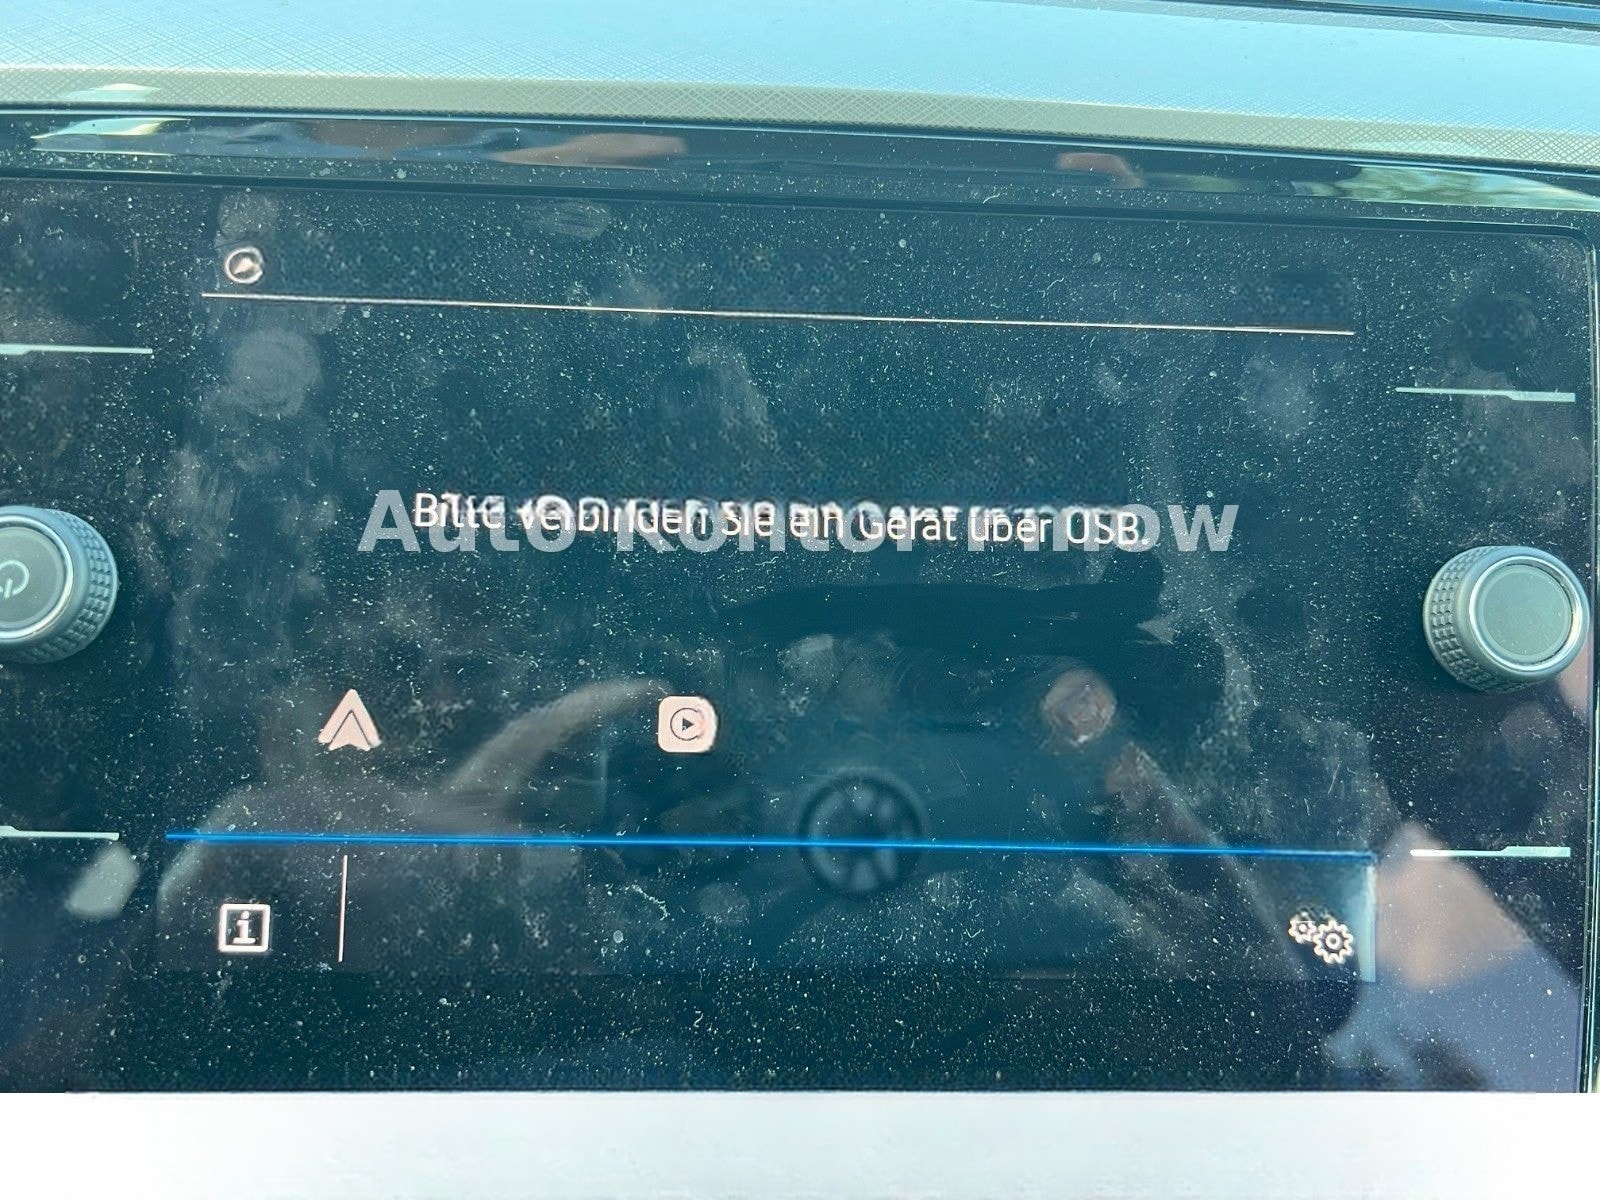 Bitte verbinden Sie ein Gerät über USB.
Auto Kontor